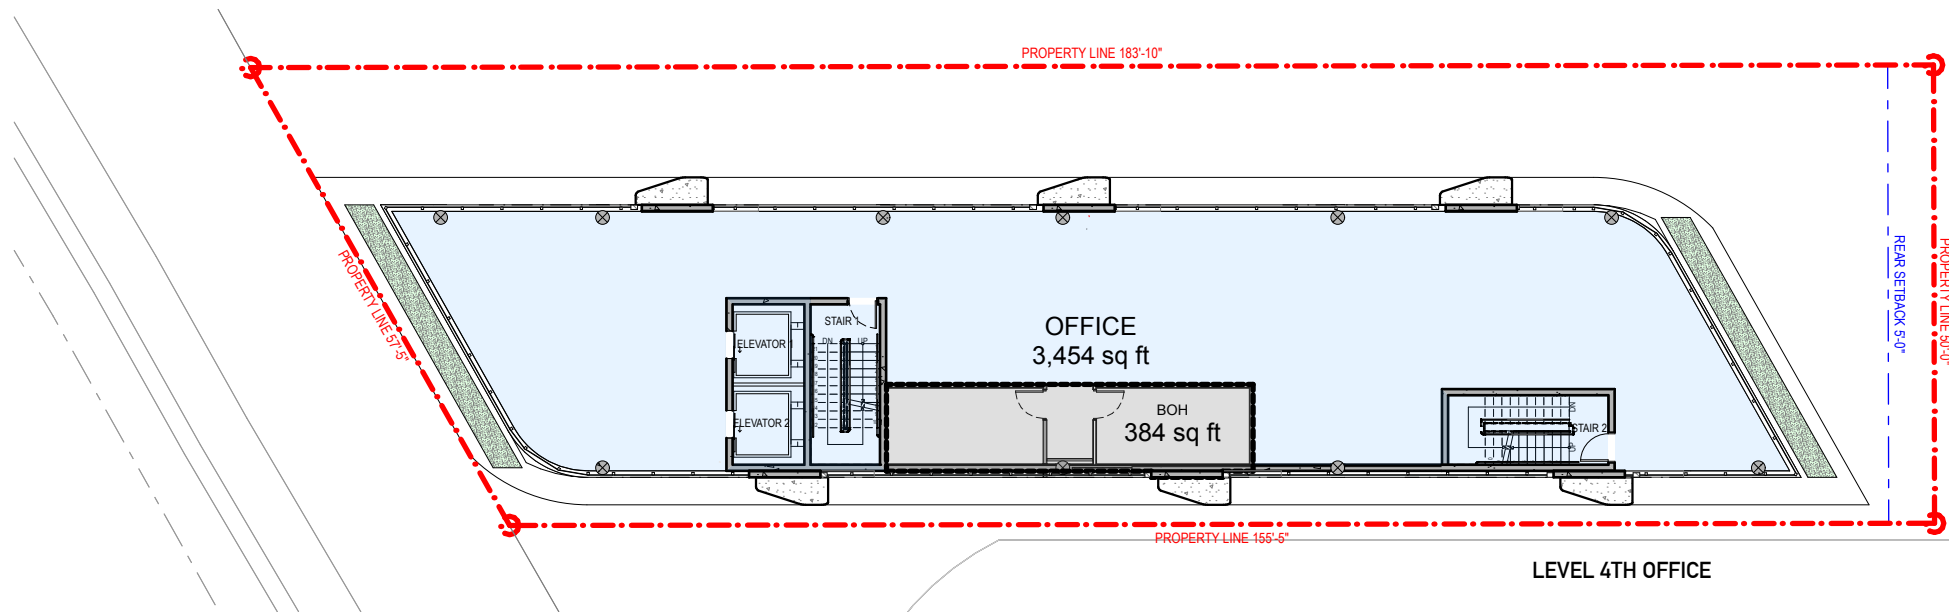 PROPERTY LINE 183'-10"
PROPERTY LINE 57'-5"
REAR SETBACK 5'-0"
PROPERTY LINE 50'-0"
STAIR 1
DN
UP
ELEVATOR 1
ELEVATOR 2
OFFICE
3,454 sq ft
BOH
384 sq ft
DN
STAIR 2
UP
PROPERTY LINE 155'-5"
LEVEL 4TH OFFICE